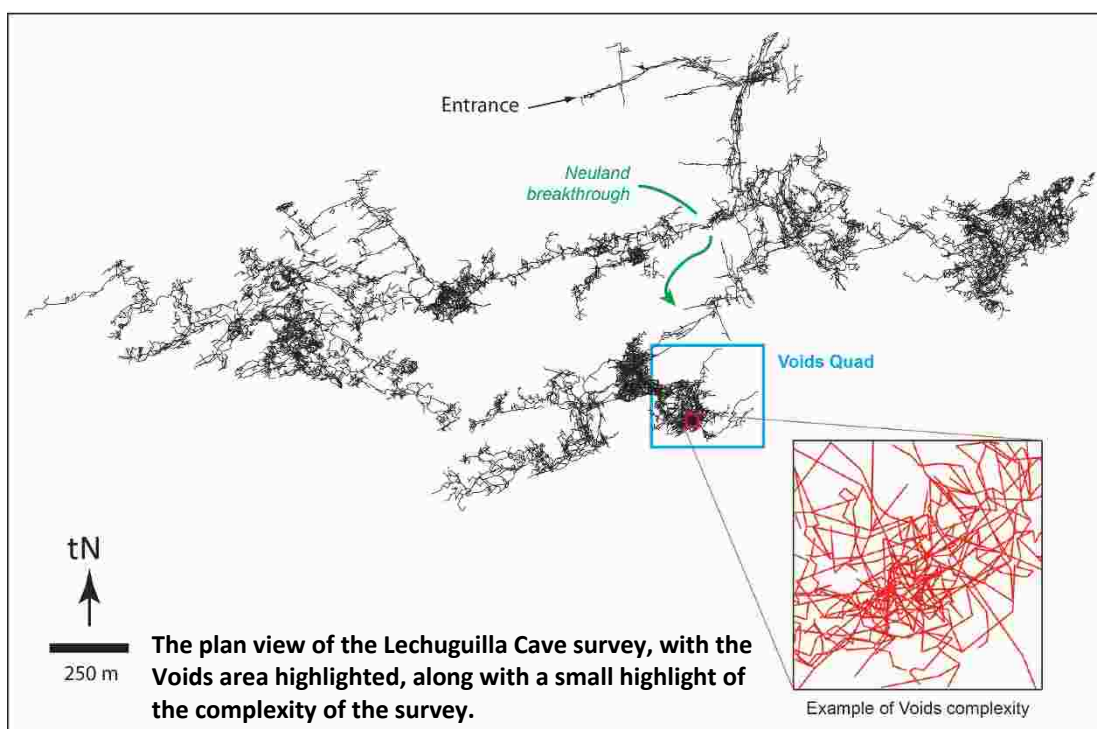 Entrance
Neuland
breakthrough
Voids Quad
tN
250 m
The plan view of the Lechuguilla Cave survey, with the
Voids area highlighted, along with a small highlight of
the complexity of the survey.
Example of Voids complexity